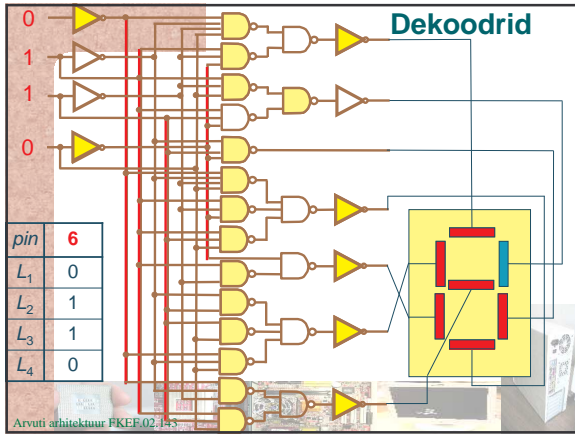 Dekoodrid
0
1
1
0
pin 6
L1 0
L2 1
L3 1
L4 0
Arvuti arhitektuur FKEF.02.143